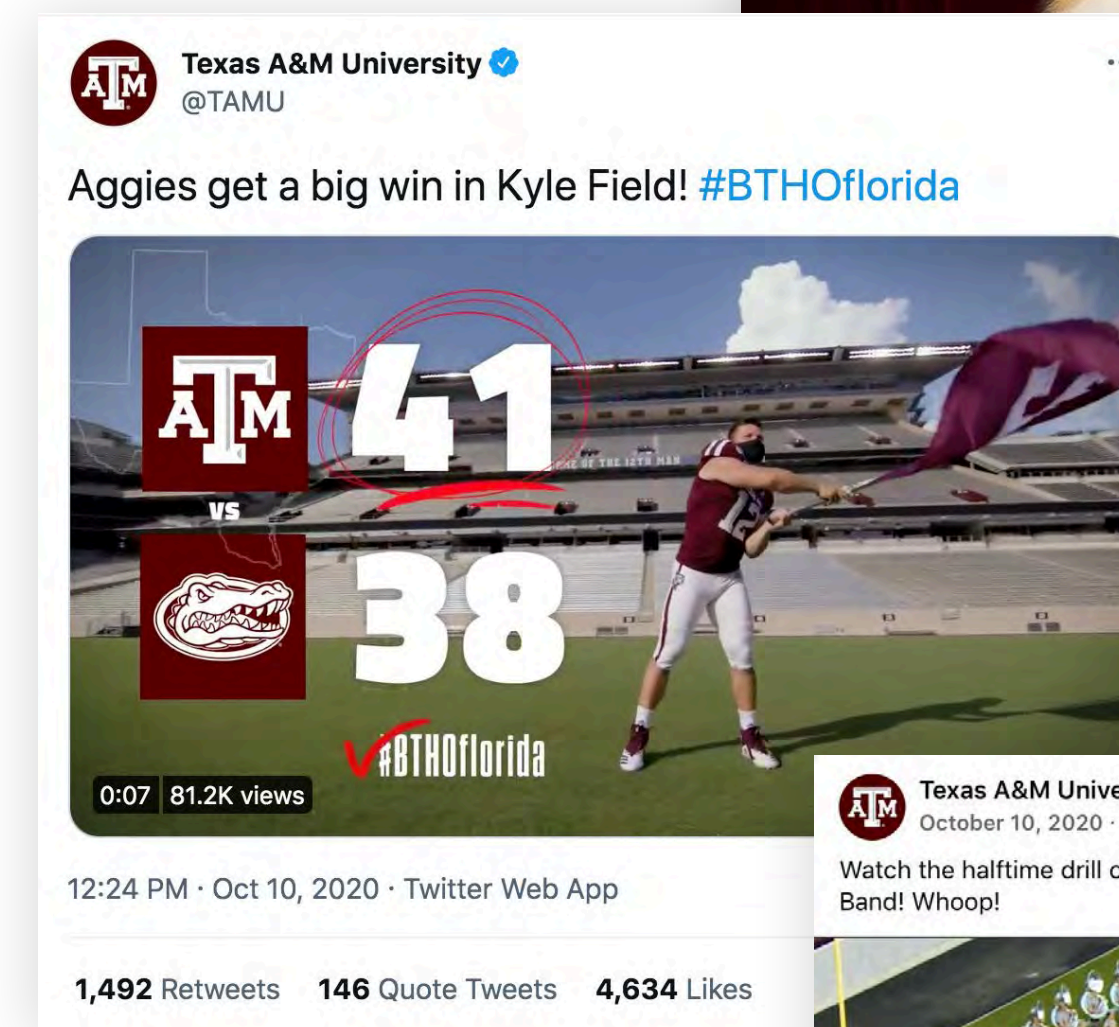 Texas A&M University
@TAMU
Aggies get a big win in Kyle Field! #BTHOflorida
ATM
ATM
41
VS
38
#BTHOflorida
0:07 81.2K views
12:24 PM · Oct 10, 2020 · Twitter Web App
1,492 Retweets 146 Quote Tweets 4,634 Likes
ATM
Texas A&M
October 10, 2020 ·
Watch the halftime drill
Band! Whoop!